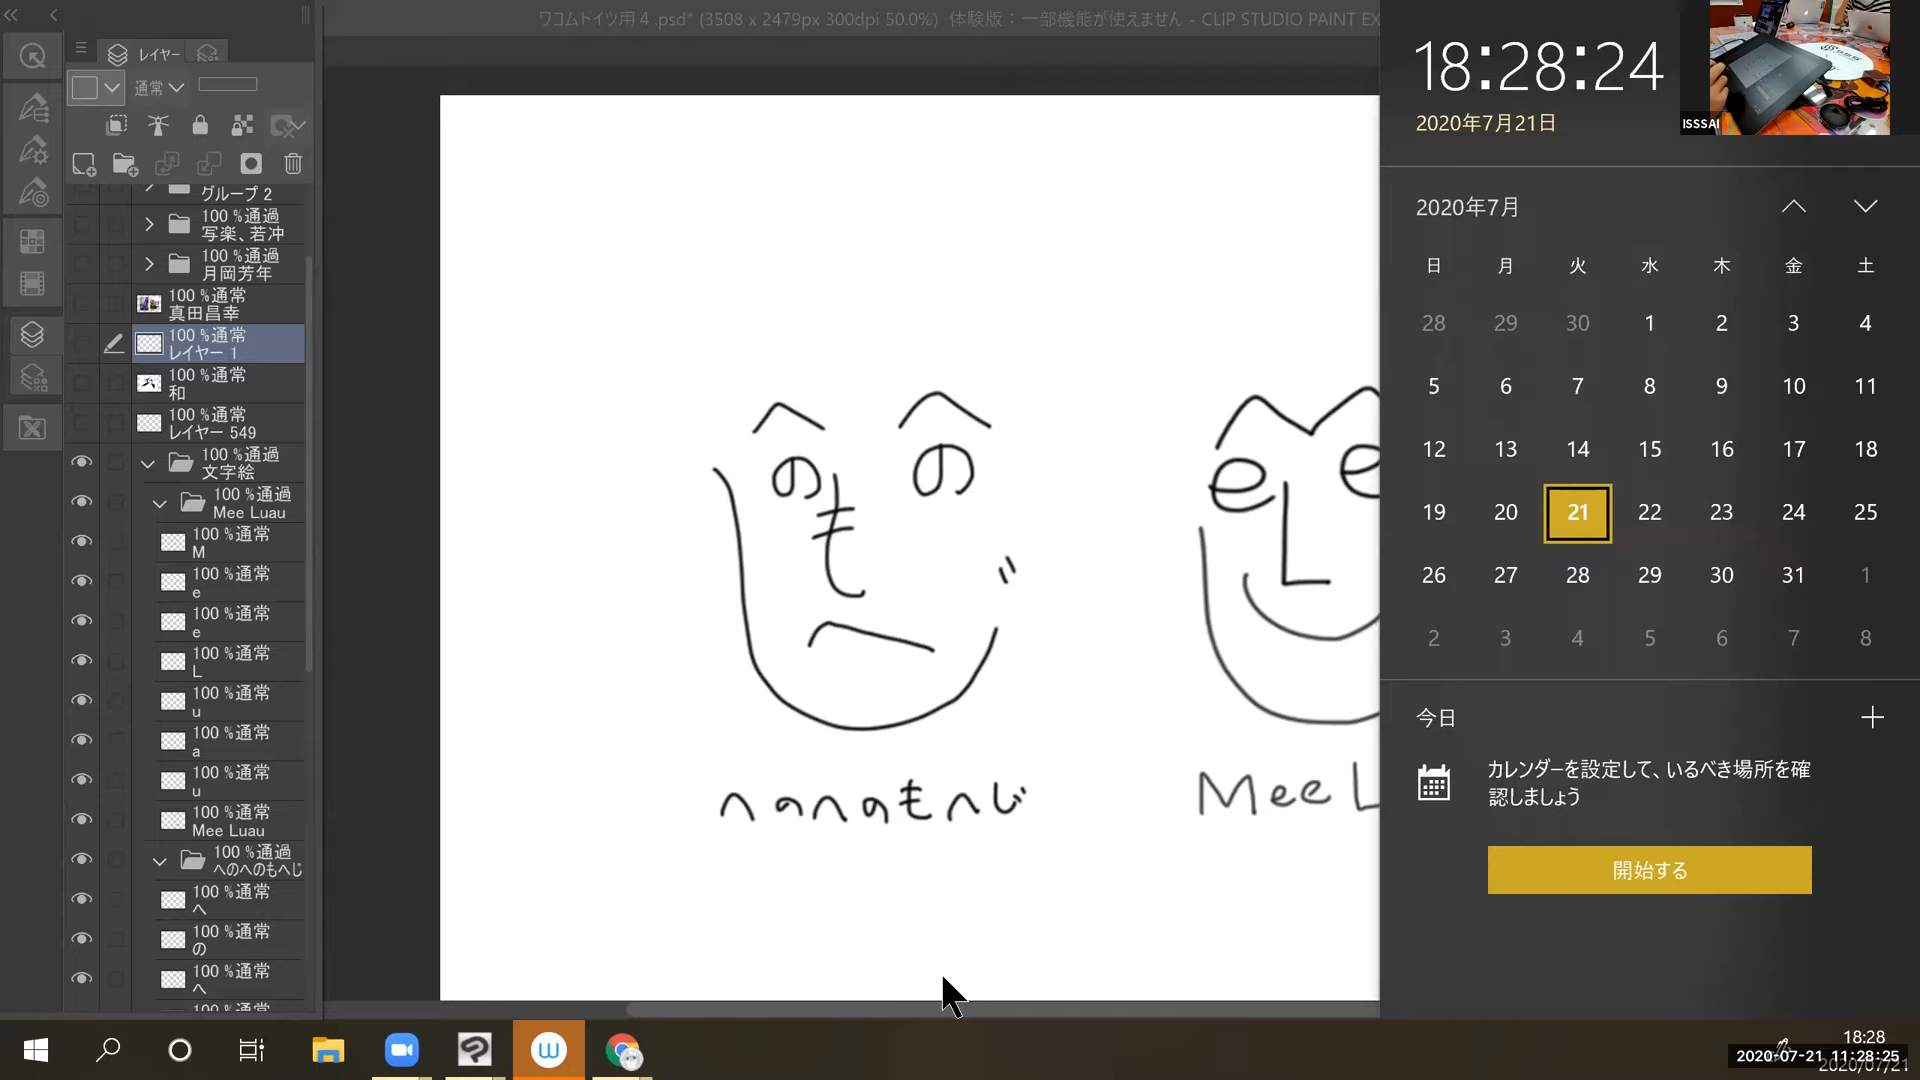 ワコムドイツ用４.psd* (3508 x 2479px 300dpi 50.0%)  体験版：一部機能が使えません - CLIP STUDIO PAINT EX
レイヤー
通常
グループ 2
100 %通過
写楽、若冲
100 %通過
月岡芳年
100 %通常
真田昌幸
100 %通常
レイヤー 1
100 %通常
和
100 %通常
レイヤー 549
100 %通過
文字絵
100 %通過
Mee Luau
100 %通常
M
100 %通常
e
100 %通常
e
100 %通常
L
100 %通常
u
100 %通常
a
100 %通常
u
100 %通常
Mee Luau
100 %通過
へのへのもへじ
100 %通常
へ
100 %通常
の
100 %通常
へ
100 %通常
へ へ
の の
も
へ
じ
へのへのもへじ
e e
L
Mee L
18:28:24
2020年7月21日
ISSSAI
2020年7月
日 月 火 水 木 金 土
28 29 30 1 2 3 4
5 6 7 8 9 10 11
12 13 14 15 16 17 18
19 20 21 22 23 24 25
26 27 28 29 30 31 1
2 3 4 5 6 7 8
今日
カレンダーを設定して、いるべき場所を確
認しましょう
開始する
18:28
2020-07-21 11:28:25
2020/07/21